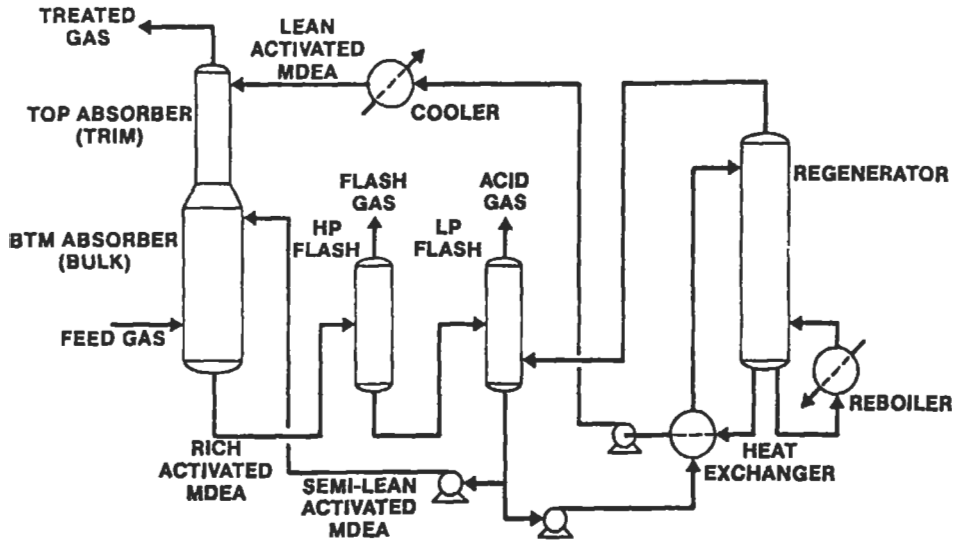 TREATED
GAS
LEAN
ACTIVATED
MDEA
COOLER
TOP ABSORBER
(TRIM)
FLASH
GAS
ACID
GAS
REGENERATOR
HP
FLASH
LP
FLASH
BTM ABSORBER
(BULK)
FEED GAS
REBOILER
RICH
ACTIVATED
MDEA
SEMI-LEAN
ACTIVATED
MDEA
HEAT
EXCHANGER